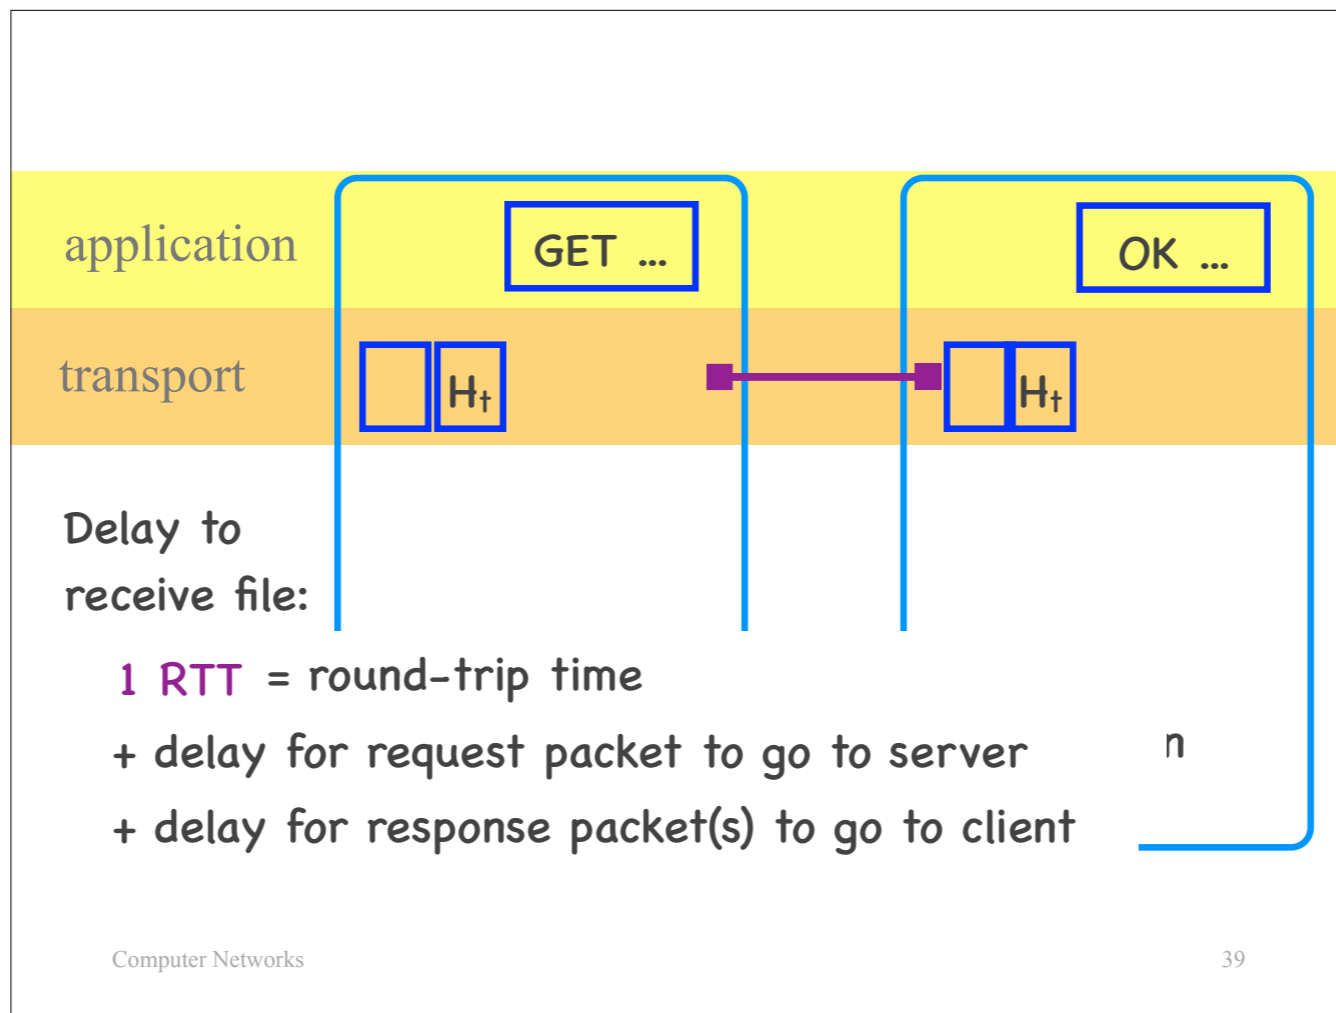 application
GET ...
OK ...
transport
Ht
Ht
Delay to
receive file:
1 RTT = round-trip time
+ delay for request packet to go to server
n
+ delay for response packet(s) to go to client
Computer Networks
39